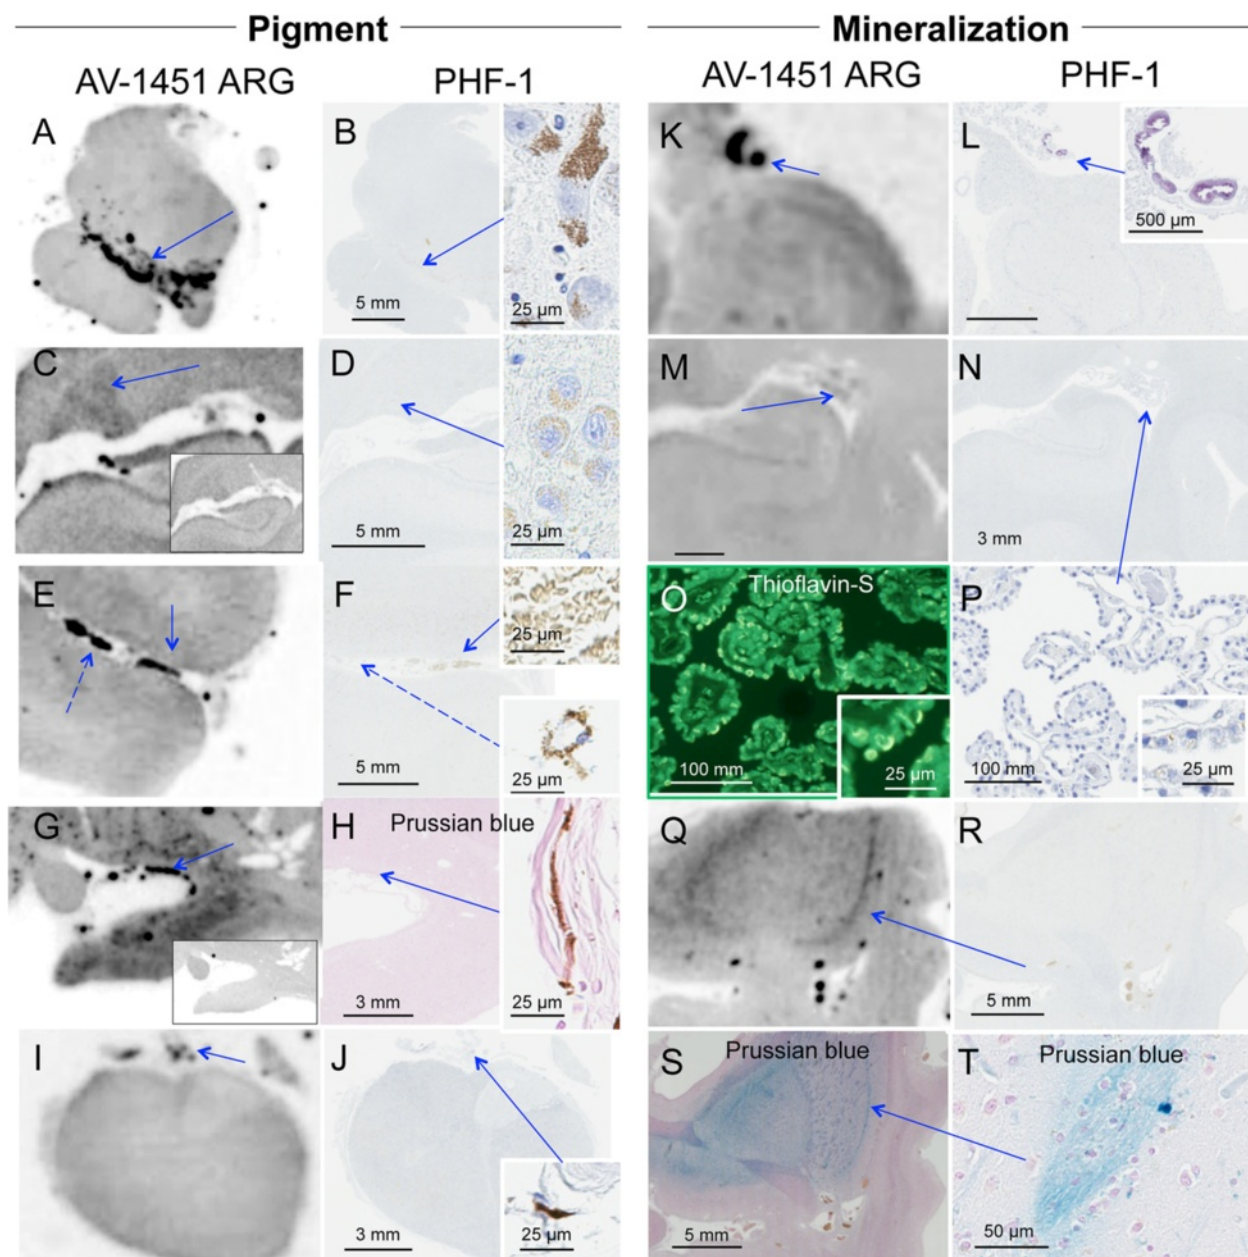 Pigment Mineralization
AV-1451 ARG PHF-1 AV-1451 ARG PHF-1
A B K L
5 mm 25 µm 500 µm
C D M N
5 mm 25 µm 3 mm
E F 25 µm O Thioflavin-S P
5 mm 25 µm 100 mm 25 µm 100 mm 25 µm
G H Prussian blue Q R
3 mm 25 µm 5 mm
I J S Prussian blue T Prussian blue
3 mm 25 µm 5 mm 50 µm